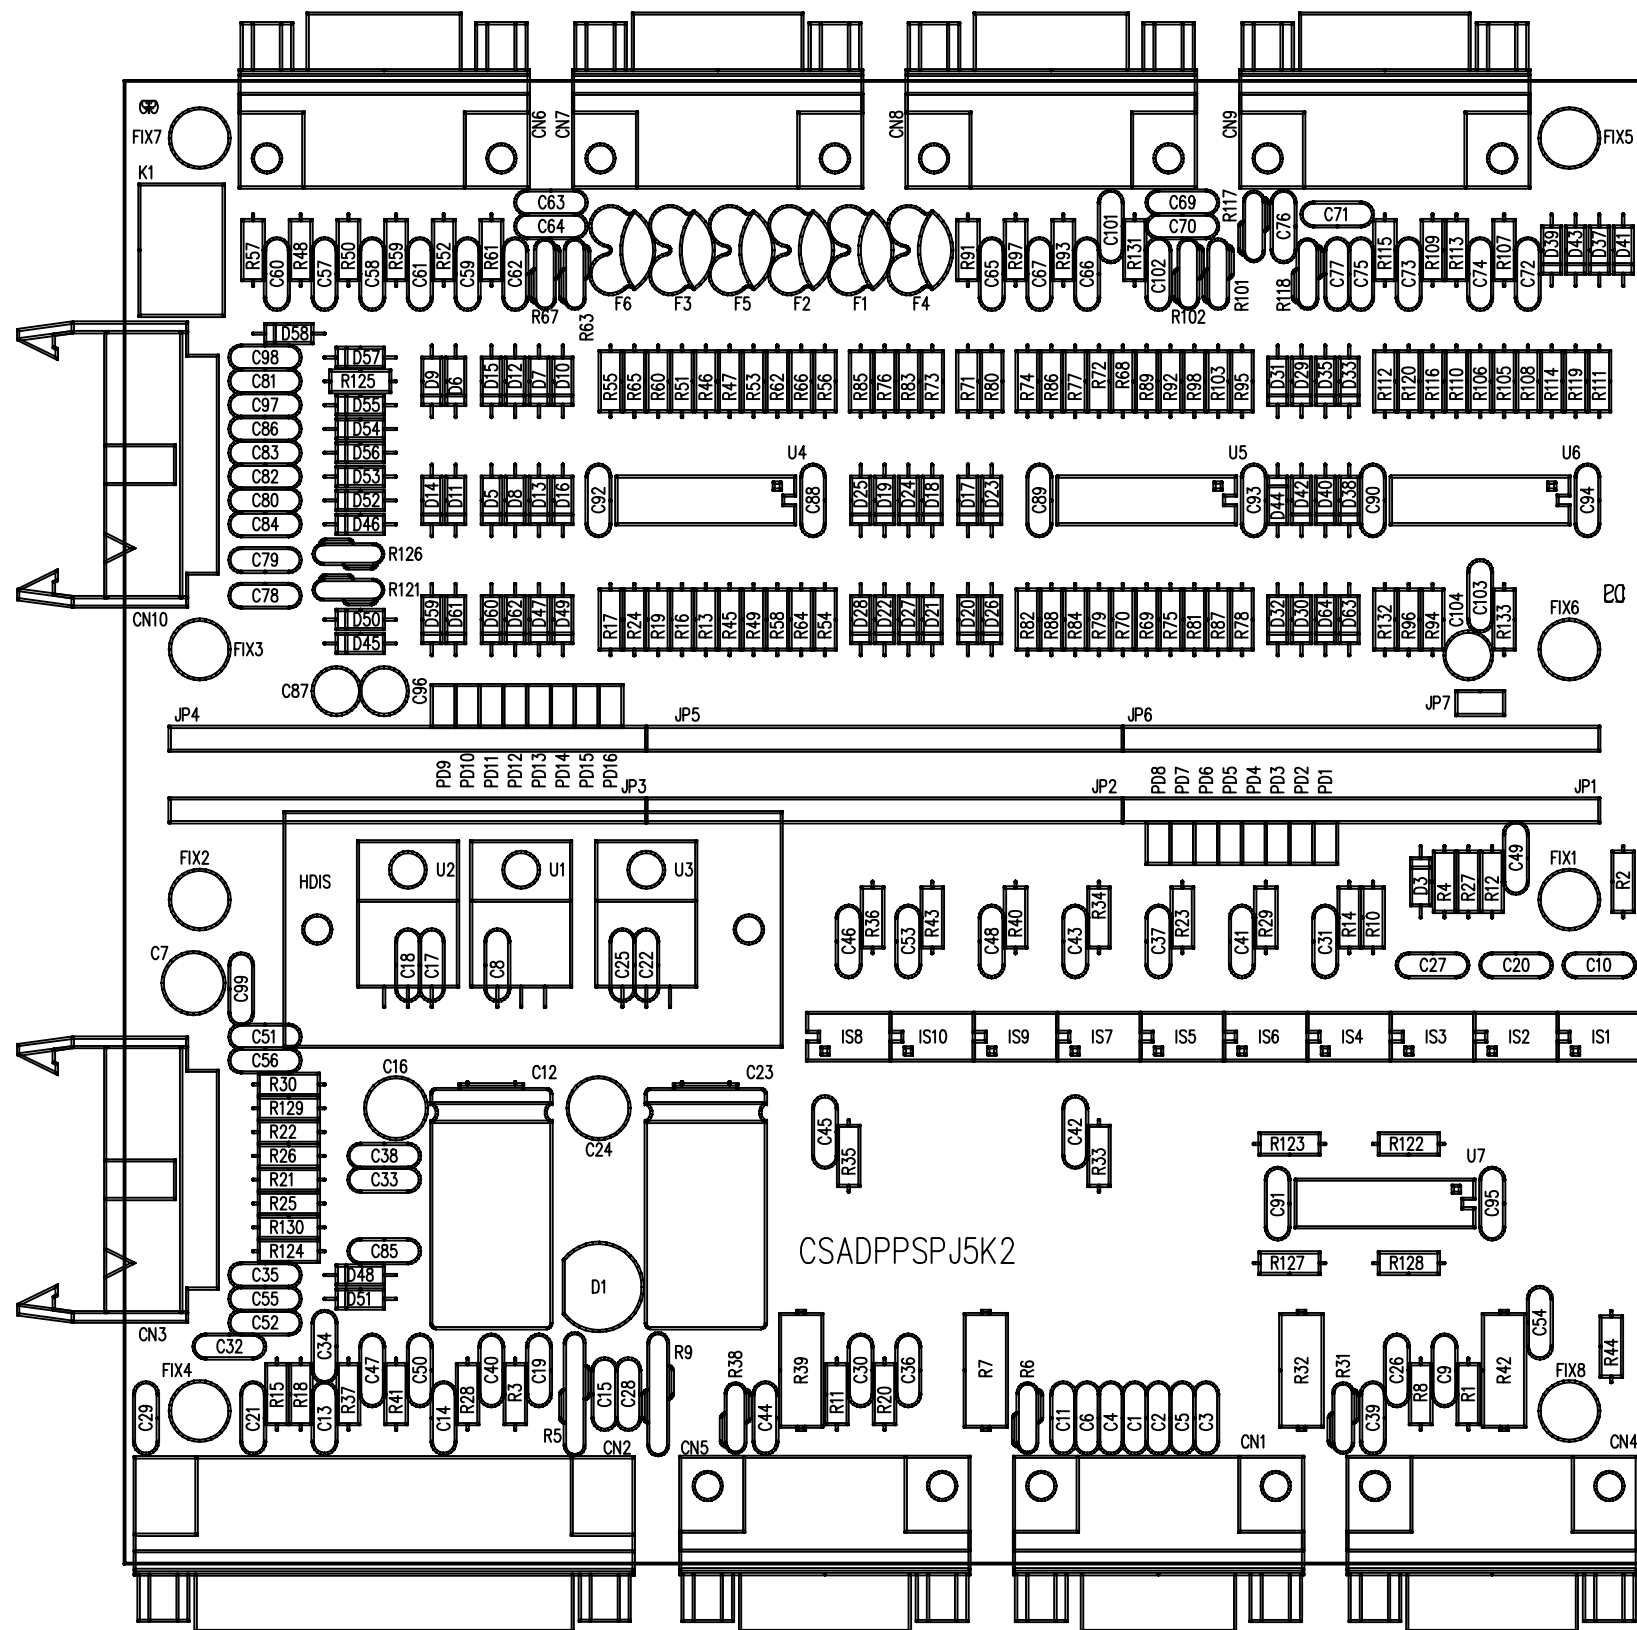 CN6
CN7
CN8
CN9
FIX7
FIX5
K1
C63
C69
R117
C71
C64
C70
C101
C76
R57
C60
R48
C57
R50
C58
R59
C61
R52
C59
R61
C62
R91
C65
R97
C67
R93
C66
R131
C102
R101
R118
C77
C75
R115
C73
R109
R113
C74
R107
C72
D39
D43
D37
D41
R67
R63
F6
F3
F5
F2
F1
F4
R102
D58
C98
D57
C81
R125
C97
D55
C86
D54
C83
D56
C82
D53
C80
D52
C84
D46
C79
R126
C78
R121
D50
D45
D9
D6
D15
D12
D7
D10
R55
R65
R60
R51
R46
R47
R53
R62
R66
R56
R85
R76
R83
R73
R71
R80
R74
R86
R77
R72
R68
R89
R92
R98
R103
R95
D31
D29
D35
D33
R112
R120
R116
R110
R106
R105
R108
R114
R119
R111
U4
U5
U6
D14
D11
D5
D8
D13
D16
C92
C88
D25
D19
D24
D18
D17
D23
C89
C93
D44
D42
D40
D38
C90
C94
CN10
FIX3
D59
D61
D60
D62
D47
D49
R17
R24
R19
R16
R13
R45
R49
R58
R64
R54
D28
D22
D27
D21
D20
D26
R82
R88
R84
R79
R70
R69
R75
R81
R87
R78
D32
D30
D64
D63
R132
R96
R94
C104
C103
R133
FIX6
C87
C96
JP7
JP4
JP5
JP6
PD9
PD10
PD11
PD12
PD13
PD14
PD15
PD16
PD8
PD7
PD6
PD5
PD4
PD3
PD2
PD1
JP3
JP2
JP1
FIX2
HDIS
U2
U1
U3
FIX1
C49
D3
R4
R27
R12
R2
C7
C99
C18
C17
C8
C25
C22
C46
R36
C53
R43
C48
R40
C43
R34
C37
R23
C41
R29
C31
R14
R10
C27
C20
C10
C51
C56
IS8
IS10
IS9
IS7
IS5
IS6
IS4
IS3
IS2
IS1
R30
R129
R22
R26
R21
R25
R130
R124
C16
C12
C24
C23
C38
C33
C85
C45
R35
C42
R33
R123
R122
U7
C91
C95
R127
R128
CSADPPSPJ5K2
C35
D48
C55
D51
C52
D1
CN3
C32
C34
FIX4
C29
C21
R15
R18
C13
R37
C47
R41
C50
C14
R28
C40
R3
C19
R5
C15
C28
R9
R38
C44
R39
R11
C30
R20
C36
R7
R6
C11
C6
C4
C1
C2
C5
C3
R32
R31
C39
C26
R8
C9
R1
R42
C54
R44
FIX8
CN2
CN5
CN1
CN4